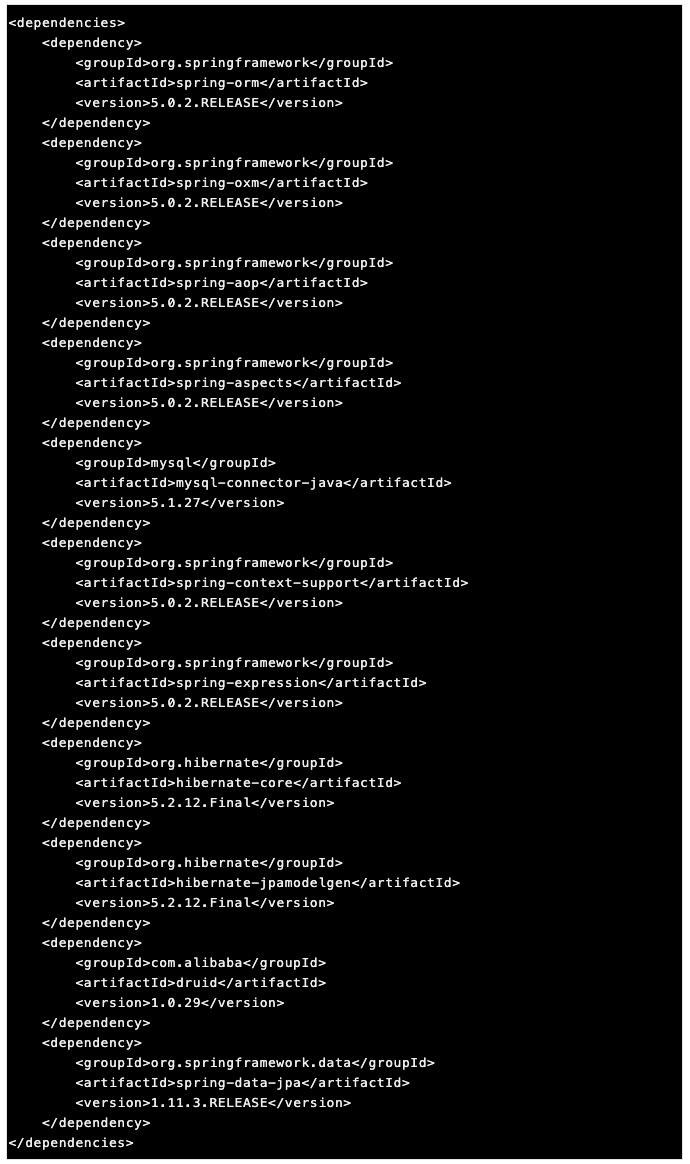 <dependencies>
    <dependency>
        <groupId>org.springframework</groupId>
        <artifactId>spring-orm</artifactId>
        <version>5.0.2.RELEASE</version>
    </dependency>
    <dependency>
        <groupId>org.springframework</groupId>
        <artifactId>spring-oxm</artifactId>
        <version>5.0.2.RELEASE</version>
    </dependency>
    <dependency>
        <groupId>org.springframework</groupId>
        <artifactId>spring-aop</artifactId>
        <version>5.0.2.RELEASE</version>
    </dependency>
    <dependency>
        <groupId>org.springframework</groupId>
        <artifactId>spring-aspects</artifactId>
        <version>5.0.2.RELEASE</version>
    </dependency>
    <dependency>
        <groupId>mysql</groupId>
        <artifactId>mysql-connector-java</artifactId>
        <version>5.1.27</version>
    </dependency>
    <dependency>
        <groupId>org.springframework</groupId>
        <artifactId>spring-context-support</artifactId>
        <version>5.0.2.RELEASE</version>
    </dependency>
    <dependency>
        <groupId>org.springframework</groupId>
        <artifactId>spring-expression</artifactId>
        <version>5.0.2.RELEASE</version>
    </dependency>
    <dependency>
        <groupId>org.hibernate</groupId>
        <artifactId>hibernate-core</artifactId>
        <version>5.2.12.Final</version>
    </dependency>
    <dependency>
        <groupId>org.hibernate</groupId>
        <artifactId>hibernate-jpamodelgen</artifactId>
        <version>5.2.12.Final</version>
    </dependency>
    <dependency>
        <groupId>com.alibaba</groupId>
        <artifactId>druid</artifactId>
        <version>1.0.29</version>
    </dependency>
    <dependency>
        <groupId>org.springframework.data</groupId>
        <artifactId>spring-data-jpa</artifactId>
        <version>1.11.3.RELEASE</version>
    </dependency>
</dependencies>